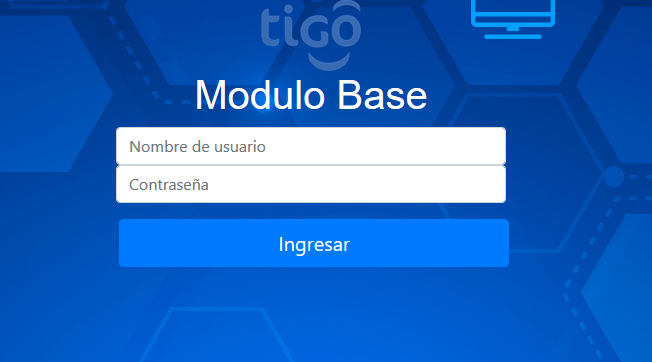 tigo
Modulo Base
Nombre de usuario
Contraseña
Ingresar